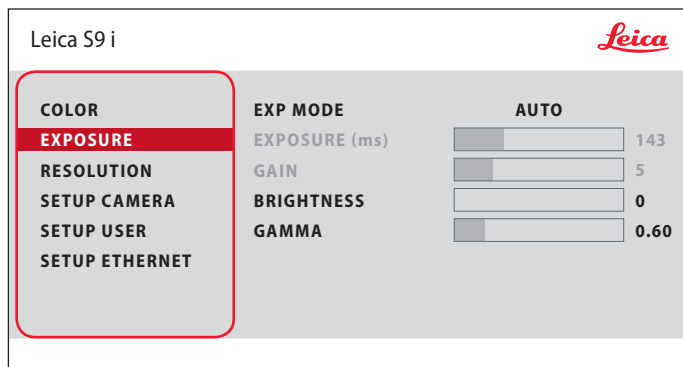 Leica S9 i
Leica
COLOR
EXPOSURE
RESOLUTION
SETUP CAMERA
SETUP USER
SETUP ETHERNET
EXP MODE AUTO
EXPOSURE (ms) 143
GAIN 5
BRIGHTNESS 0
GAMMA 0.60